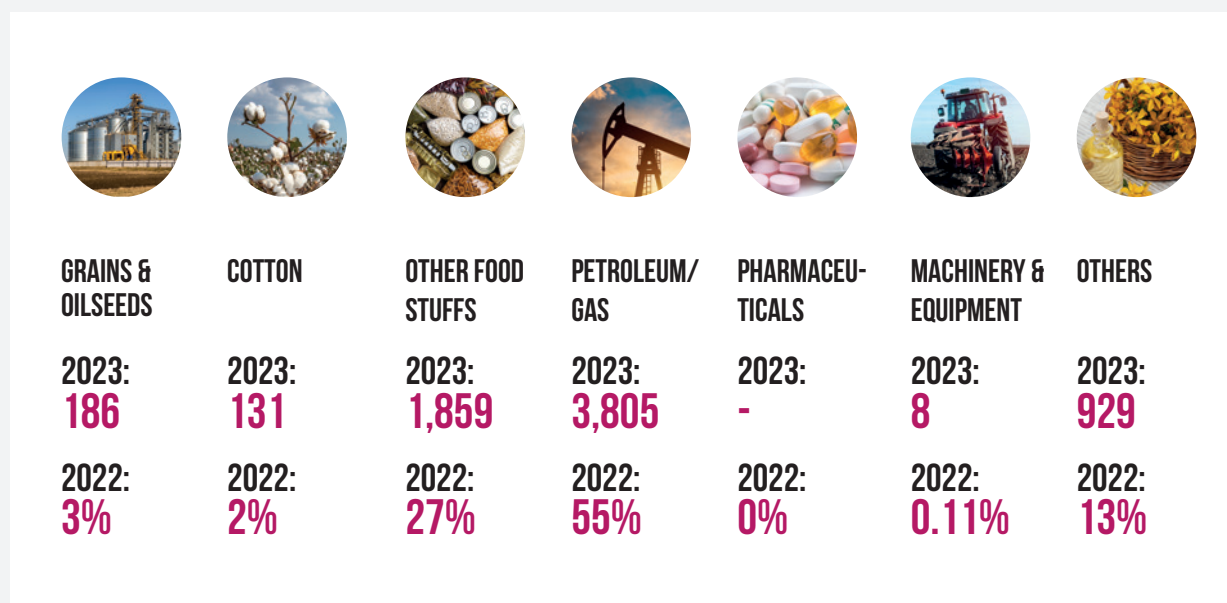 GRAINS &
OILSEEDS
2023:
186
2022:
3%
COTTON
2023:
131
2022:
2%
OTHER FOOD
STUFFS
2023:
1,859
2022:
27%
PETROLEUM/
GAS
2023:
3,805
2022:
55%
PHARMACEU-
TICALS
2023:
-
2022:
0%
MACHINERY &
EQUIPMENT
2023:
8
2022:
0.11%
OTHERS
2023:
929
2022:
13%